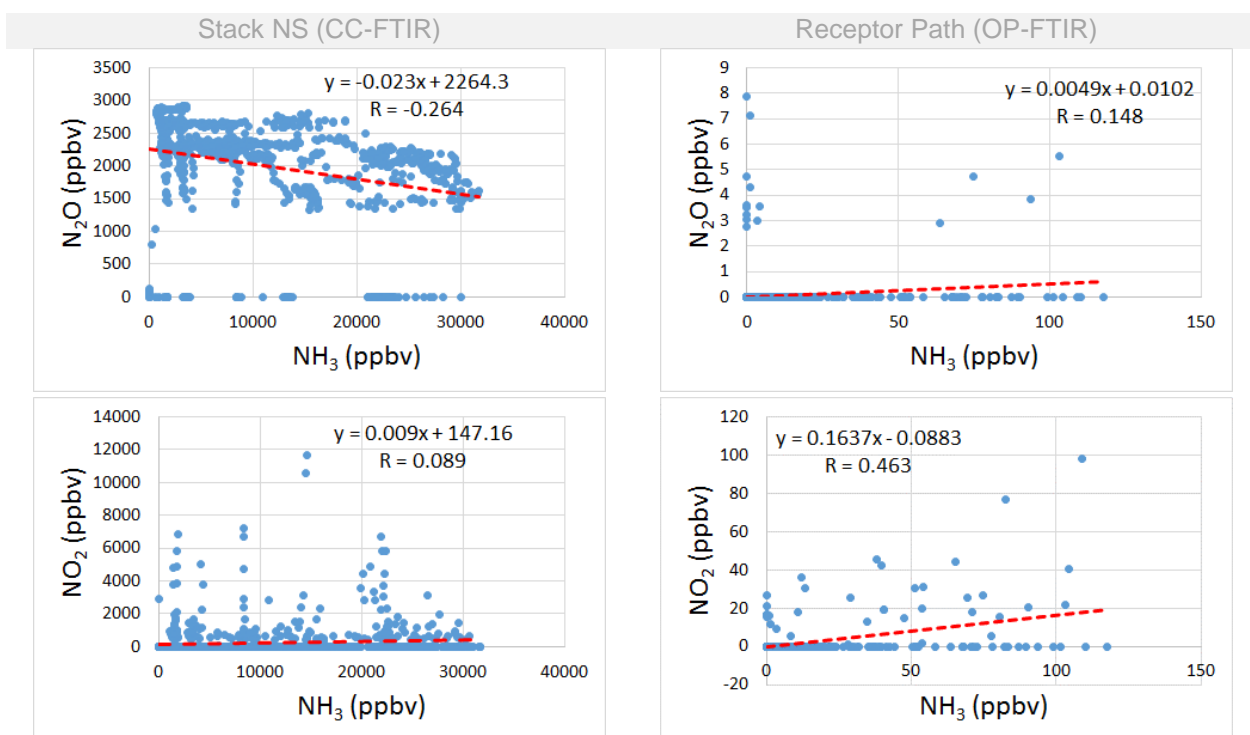 Stack NS (CC-FTIR)
Receptor Path (OP-FTIR)
3500
3000
2500
2000
1500
1000
500
0
0 10000 20000 30000 40000
N₂O (ppbv)
NH₃ (ppbv)
y = -0.023x + 2264.3
R = -0.264
9
8
7
6
5
4
3
2
1
0
0 50 100 150
N₂O (ppbv)
NH₃ (ppbv)
y = 0.0049x + 0.0102
R = 0.148
14000
12000
10000
8000
6000
4000
2000
0
0 10000 20000 30000 40000
NO₂ (ppbv)
NH₃ (ppbv)
y = 0.009x + 147.16
R = 0.089
120
100
80
60
40
20
0
-20
0 50 100 150
NO₂ (ppbv)
NH₃ (ppbv)
y = 0.1637x - 0.0883
R = 0.463